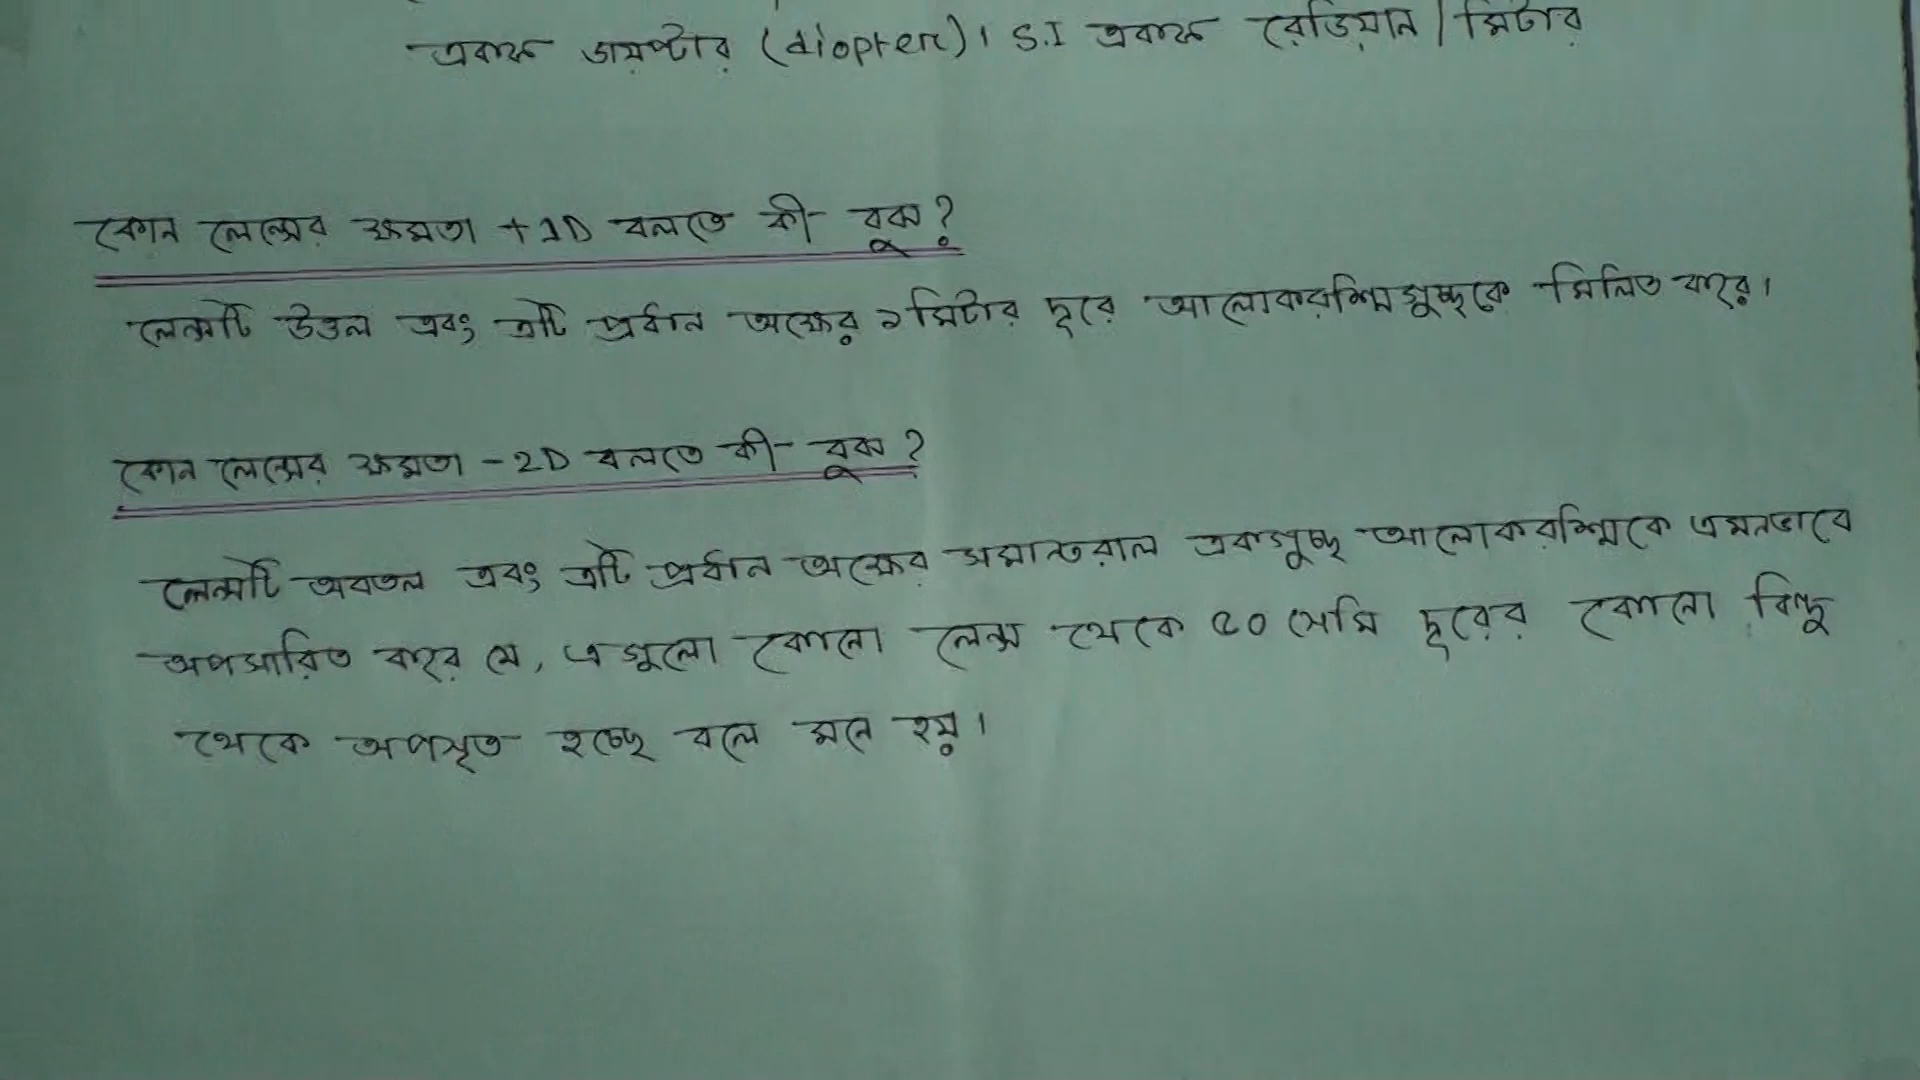 একক ডায়প্টার (diopter)। S.I একক রেডিয়ান / মিটার
কোন লেন্সের ক্ষমতা +1D বলতে কী বুঝ?
লেন্সটি উত্তল এবং এটি প্রধান অক্ষের ১ মিটার দূরে আলোকরশ্মিগুচ্ছকে মিলিত করে।
কোন লেন্সের ক্ষমতা -2D বলতে কী বুঝ?
লেন্সটি অবতল এবং এটি প্রধান অক্ষের সমান্তরাল একগুচ্ছ আলোকরশ্মিকে এমনভাবে
অপসারিত করে যে, এগুলো কোনো লেন্স থেকে ৫০ সেমি দূরের কোনো বিন্দু
থেকে অপসৃত হচ্ছে বলে মনে হয়।